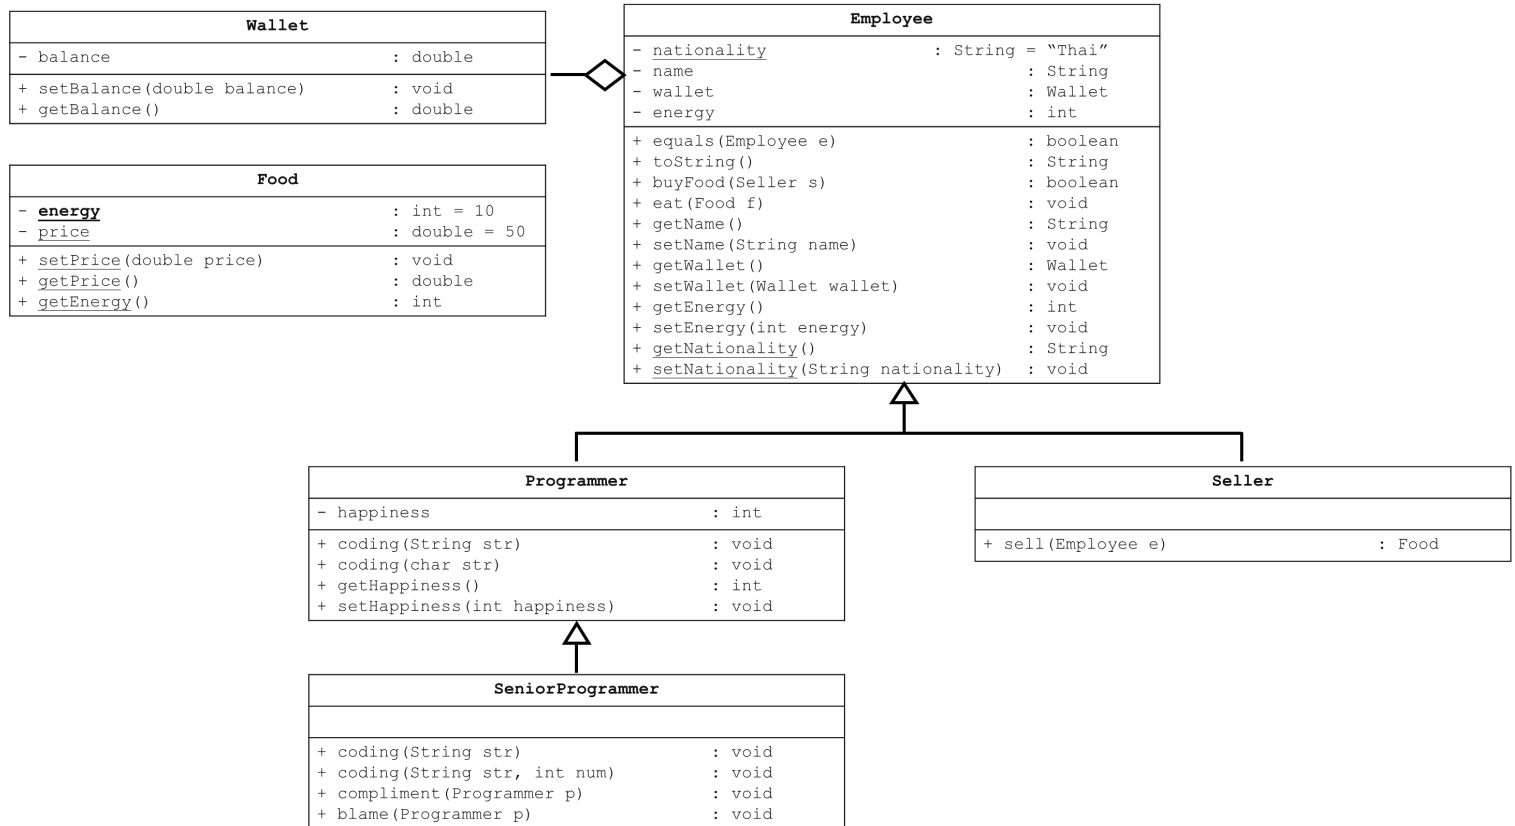 Wallet
- balance : double
+ setBalance(double balance) : void
+ getBalance() : double
Food
- energy : int = 10
- price : double = 50
+ setPrice(double price) : void
+ getPrice() : double
+ getEnergy() : int
Employee
- nationality : String = “Thai”
- name : String
- wallet : Wallet
- energy : int
+ equals(Employee e) : boolean
+ toString() : String
+ buyFood(Seller s) : boolean
+ eat(Food f) : void
+ getName() : String
+ setName(String name) : void
+ getWallet() : Wallet
+ setWallet(Wallet wallet) : void
+ getEnergy() : int
+ setEnergy(int energy) : void
+ getNationality() : String
+ setNationality(String nationality) : void
Programmer
- happiness : int
+ coding(String str) : void
+ coding(char str) : void
+ getHappiness() : int
+ setHappiness(int happiness) : void
Seller
+ sell(Employee e) : Food
SeniorProgrammer
+ coding(String str) : void
+ coding(String str, int num) : void
+ compliment(Programmer p) : void
+ blame(Programmer p) : void